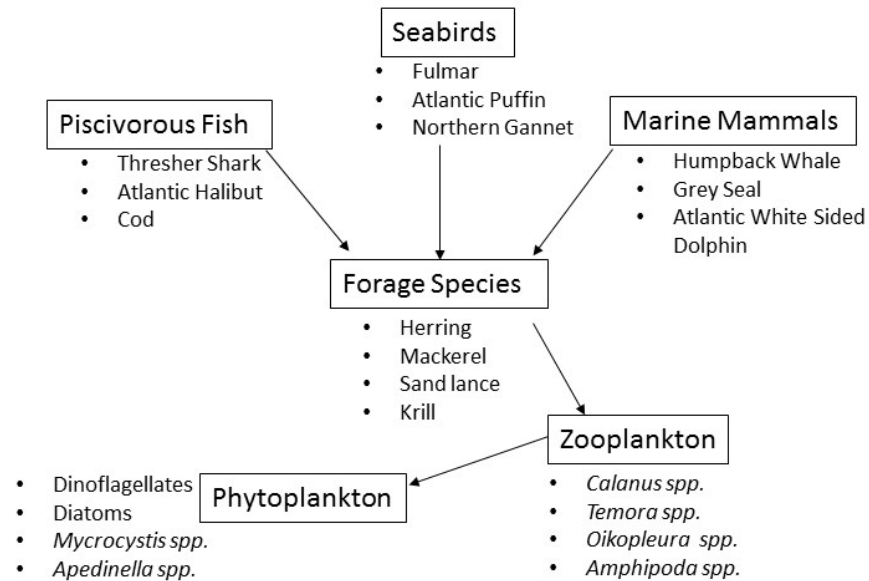 Seabirds
• Fulmar
• Atlantic Puffin
• Northern Gannet
Piscivorous Fish
• Thresher Shark
• Atlantic Halibut
• Cod
Marine Mammals
• Humpback Whale
• Grey Seal
• Atlantic White Sided
Dolphin
Forage Species
• Herring
• Mackerel
• Sand lance
• Krill
Zooplankton
• Calanus spp.
• Temora spp.
• Oikopleura spp.
• Amphipoda spp.
Phytoplankton
• Dinoflagellates
• Diatoms
• Mycrocystis spp.
• Apedinella spp.